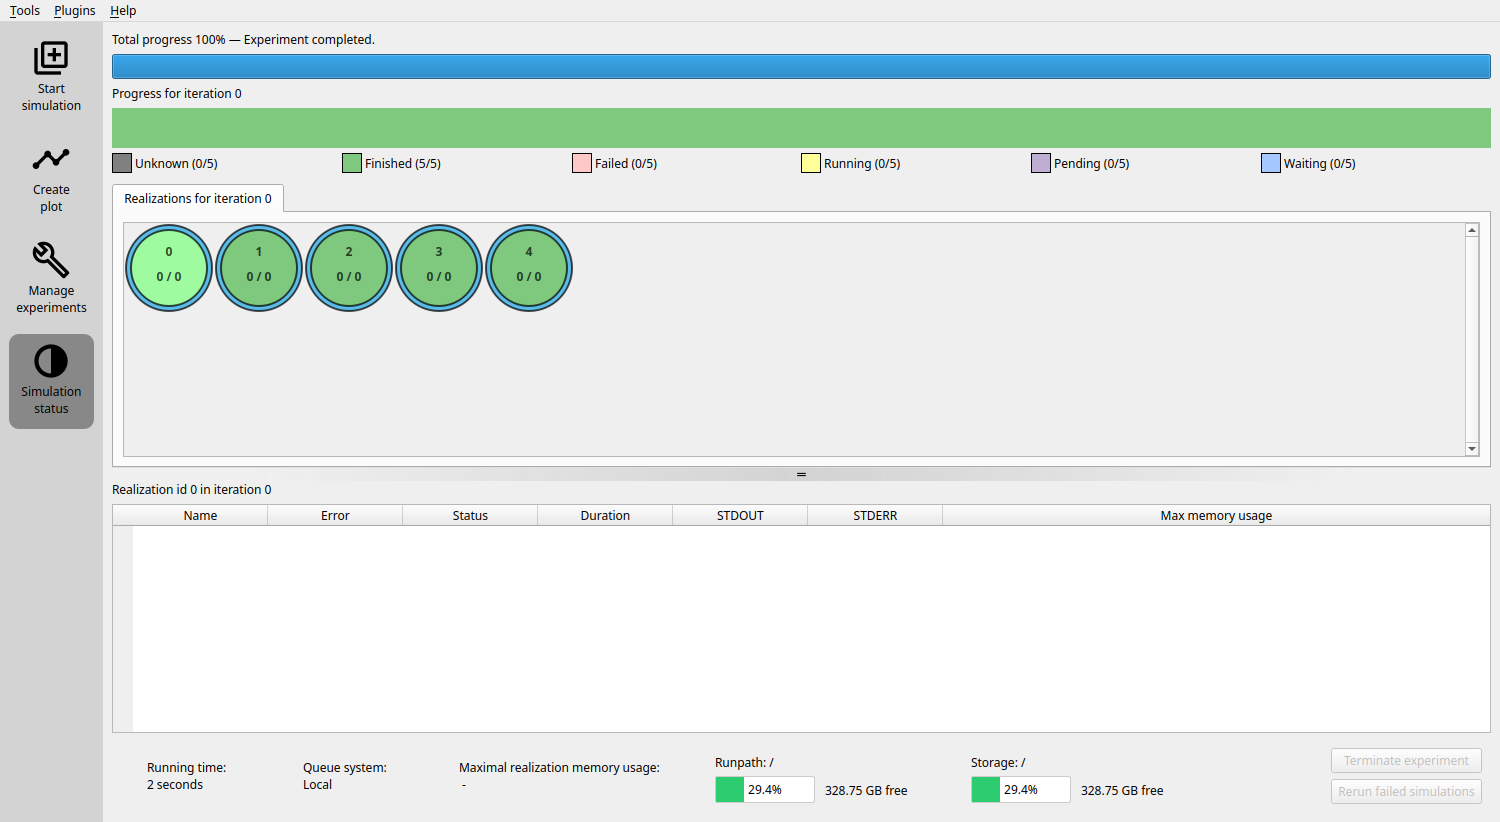 Tools Plugins Help
Start
simulation
Create
plot
Manage
experiments
Simulation
status
Total progress 100% — Experiment completed.
Progress for iteration 0
Unknown (0/5) Finished (5/5) Failed (0/5) Running (0/5) Pending (0/5) Waiting (0/5)
Realizations for iteration 0
0 1 2 3 4
0 / 0 0 / 0 0 / 0 0 / 0 0 / 0
Realization id 0 in iteration 0
Name Error Status Duration STDOUT STDERR Max memory usage
Running time:
2 seconds
Queue system:
Local
Maximal realization memory usage:
-
Runpath: /
29.4% 328.75 GB free
Storage: /
29.4% 328.75 GB free
Terminate experiment
Rerun failed simulations